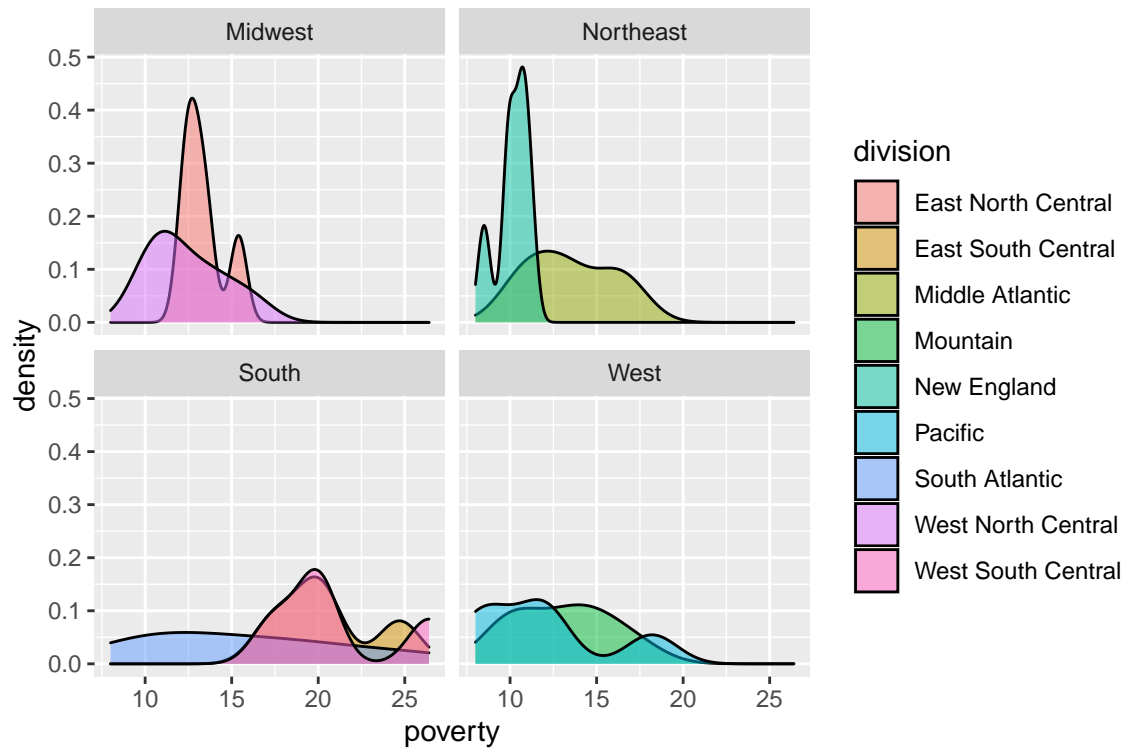 Midwest
Northeast
0.5
0.4
0.3
0.2
0.1
0.0
South
West
0.5
0.4
0.3
0.2
0.1
0.0
10 15 20 25
10 15 20 25
density
poverty
division
East North Central
East South Central
Middle Atlantic
Mountain
New England
Pacific
South Atlantic
West North Central
West South Central